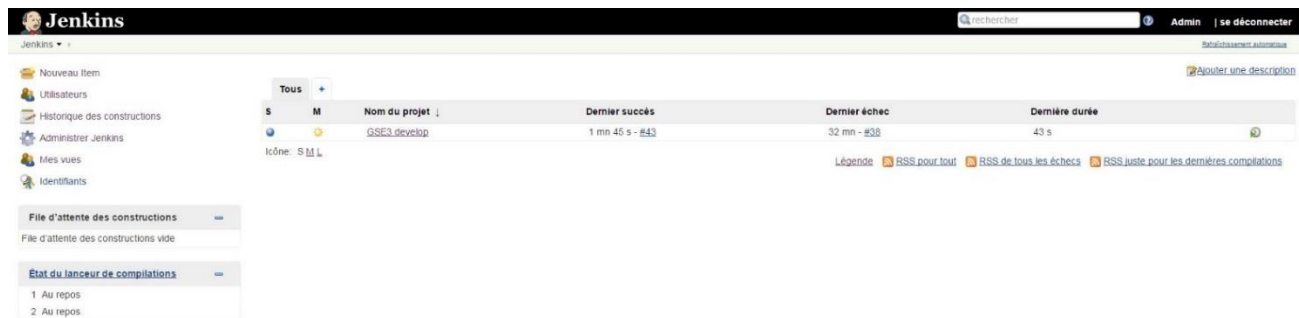 Jenkins
rechercher
Admin | se déconnecter
Jenkins
Rafraîchissement automatique
Nouveau Item
Utilisateurs
Historique des constructions
Administrer Jenkins
Mes vues
Identifiants
File d'attente des constructions
File d'attente des constructions vide
État du lanceur de compilations
1 Au repos
2 Au repos
Ajouter une description
Tous +
S M Nom du projet ↓ Dernier succès Dernier échec Dernière durée
GSE3 develop 1 mn 45 s - #43 32 mn - #38 43 s
Icône: S M L
Légende RSS pour tout RSS de tous les échecs RSS juste pour les dernières compilations